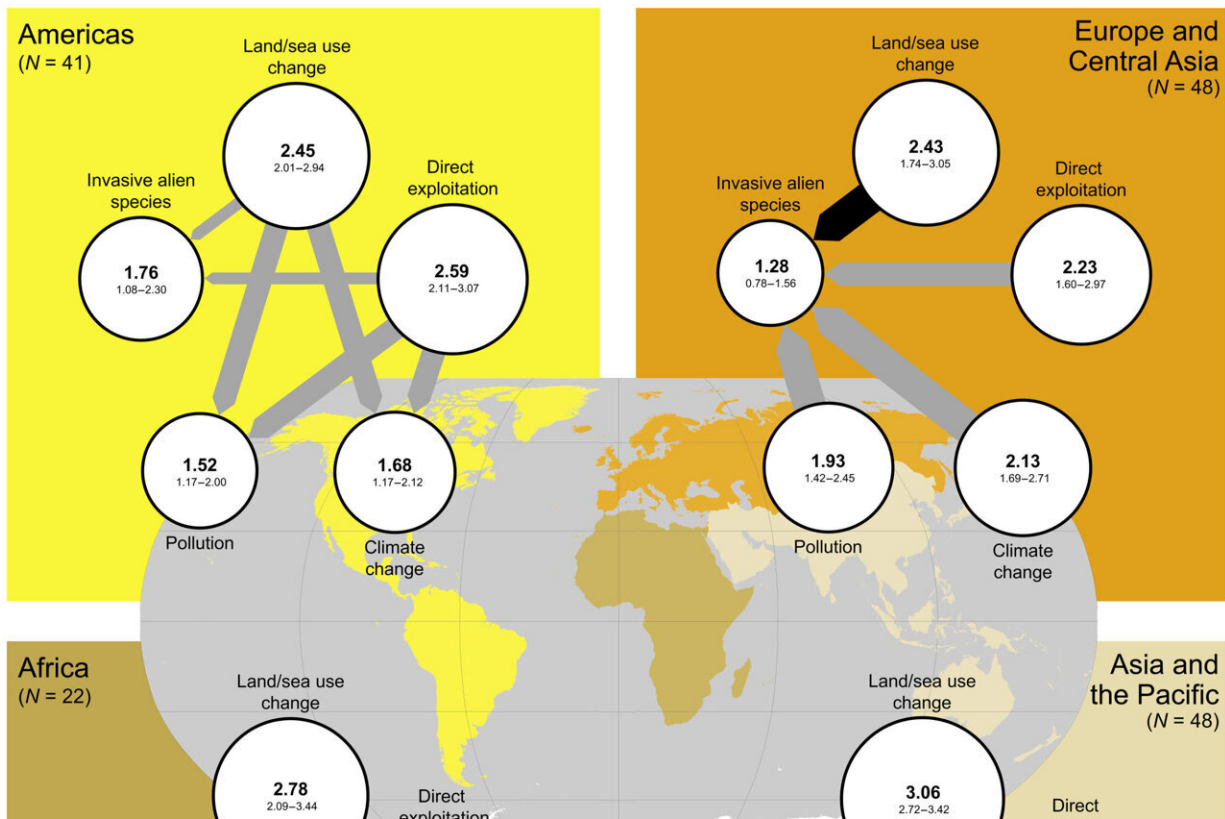 Americas
(N = 41)
Land/sea use
change
2.45
2.01–2.94
Invasive alien
species
1.76
1.08–2.30
Direct
exploitation
2.59
2.11–3.07
1.52
1.17–2.00
Pollution
1.68
1.17–2.12
Climate
change
Europe and
Central Asia
(N = 48)
Land/sea use
change
2.43
1.74–3.05
Invasive alien
species
1.28
0.78–1.56
Direct
exploitation
2.23
1.60–2.97
1.93
1.42–2.45
Pollution
2.13
1.69–2.71
Climate
change
Africa
(N = 22)
Land/sea use
change
2.78
2.09–3.44
Direct
exploitation
Asia and
the Pacific
(N = 48)
Land/sea use
change
3.06
2.72–3.42
Direct